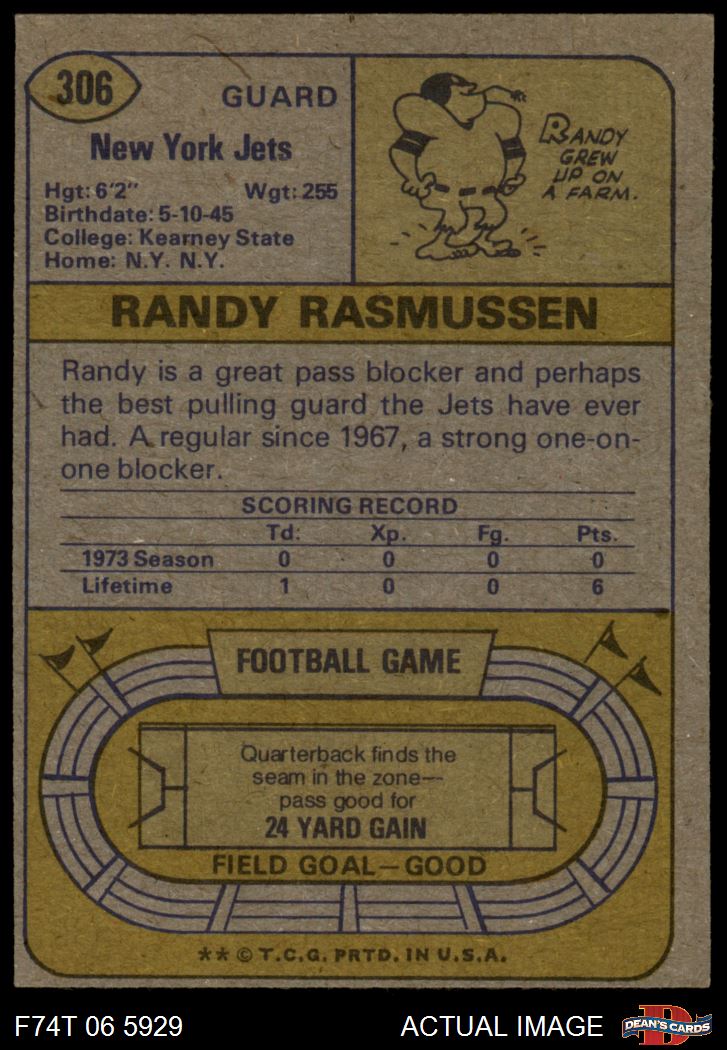 306
GUARD
New York Jets
Hgt: 6'2" Wgt: 255
Birthdate: 5-10-45
College: Kearney State
Home: N.Y. N.Y.
RANDY
GREW
UP ON
A FARM.
RANDY RASMUSSEN
Randy is a great pass blocker and perhaps
the best pulling guard the Jets have ever
had. A regular since 1967, a strong one-on-
one blocker.
SCORING RECORD
Td. Xp. Fg. Pts.
1973 Season 0 0 0 0
Lifetime 1 0 0 6
FOOTBALL GAME
Quarterback finds the
seam in the zone—
pass good for
24 YARD GAIN
FIELD GOAL—GOOD
** © T.C.G. PRTD. IN U.S.A.
F74T 06 5929 ACTUAL IMAGE
D
DEAN'S CARDS